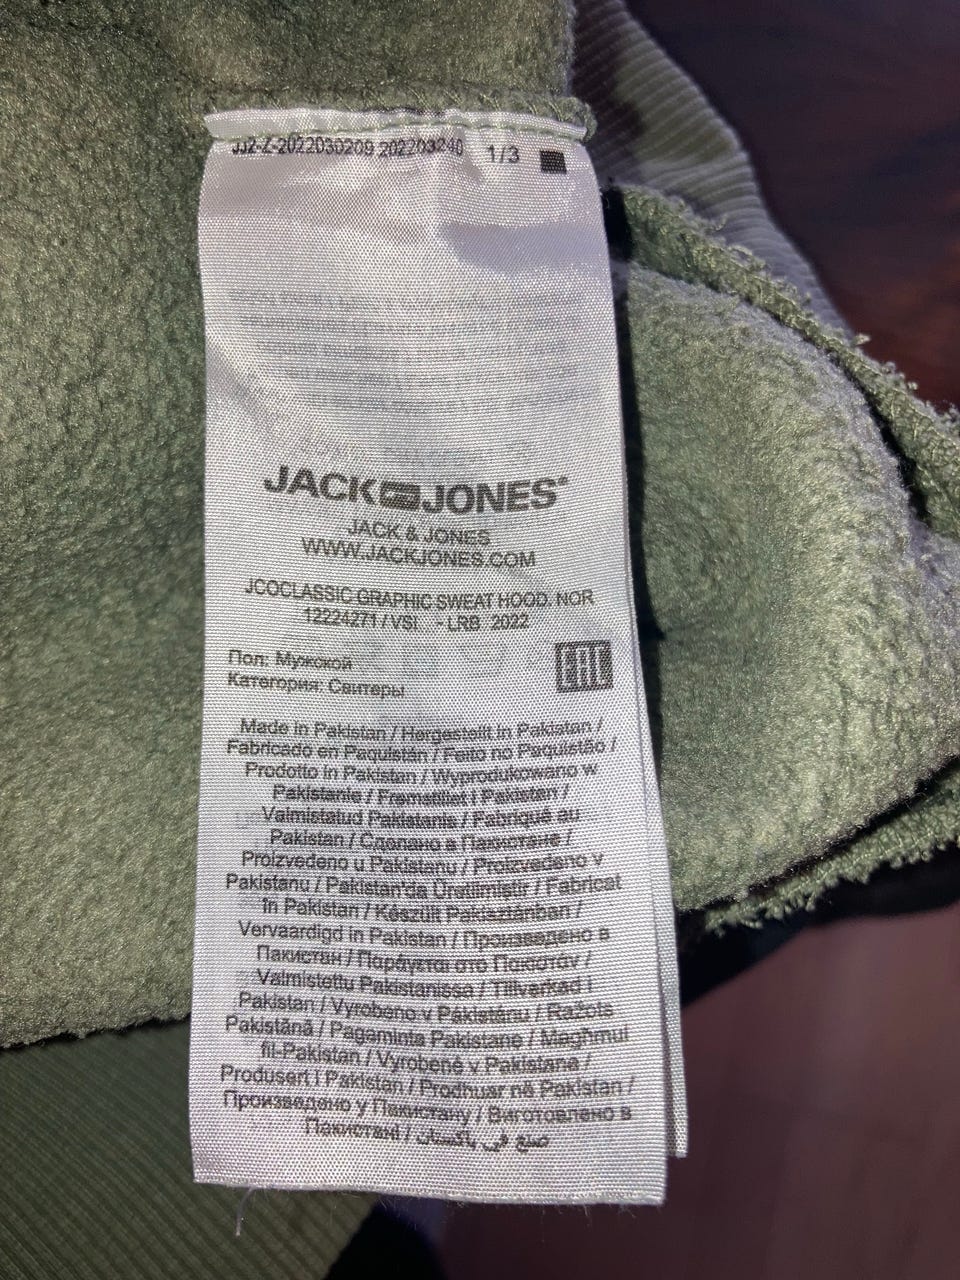 JJ2-Z-2022030209 202203240 1/3
JACK JONES®
JACK & JONES
WWW.JACKJONES.COM
JCOCLASSIC GRAPHIC SWEAT HOOD. NOR
12224271 / VSI... - LRB 2022
Пол: Мужской
Категория: Свитеры
EAC
Made in Pakistan / Hergestellt in Pakistan /
Fabricado en Paquistán / Feito no Paquistão /
Prodotto in Pakistan / Wyprodukowano w
Pakistanie / Fremstillet i Pakistan /
Valmistatud Pakistanis / Fabriqué au
Pakistan / Сделано в Пакистане /
Proizvedeno u Pakistanu / Proizvedeno v
Pakistanu / Pakistan'da Üretilmiştir / Fabricat
în Pakistan / Készült Pakisztánban /
Vervaardigd in Pakistan / Произведено в
Пакистан / Παράγεται στο Πακιστάν /
Valmistettu Pakistanissa / Tillverkad i
Pakistan / Vyrobeno v Pákistánu / Ražots
Pakistānā / Pagaminta Pakistane / Magħmul
fil-Pakistan / Vyrobené v Pakistane /
Produsert i Pakistan / Prodhuar në Pakistan /
Произведено у Пакистану / Виготовлено в
Пакистані / صنع في باكستان